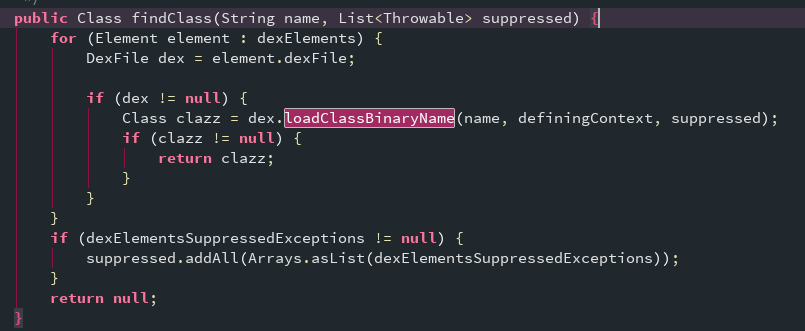 */
public Class findClass(String name, List<Throwable> suppressed) {
    for (Element element : dexElements) {
        DexFile dex = element.dexFile;

        if (dex != null) {
            Class clazz = dex.loadClassBinaryName(name, definingContext, suppressed);
            if (clazz != null) {
                return clazz;
            }
        }
    }
    if (dexElementsSuppressedExceptions != null) {
        suppressed.addAll(Arrays.asList(dexElementsSuppressedExceptions));
    }
    return null;
}